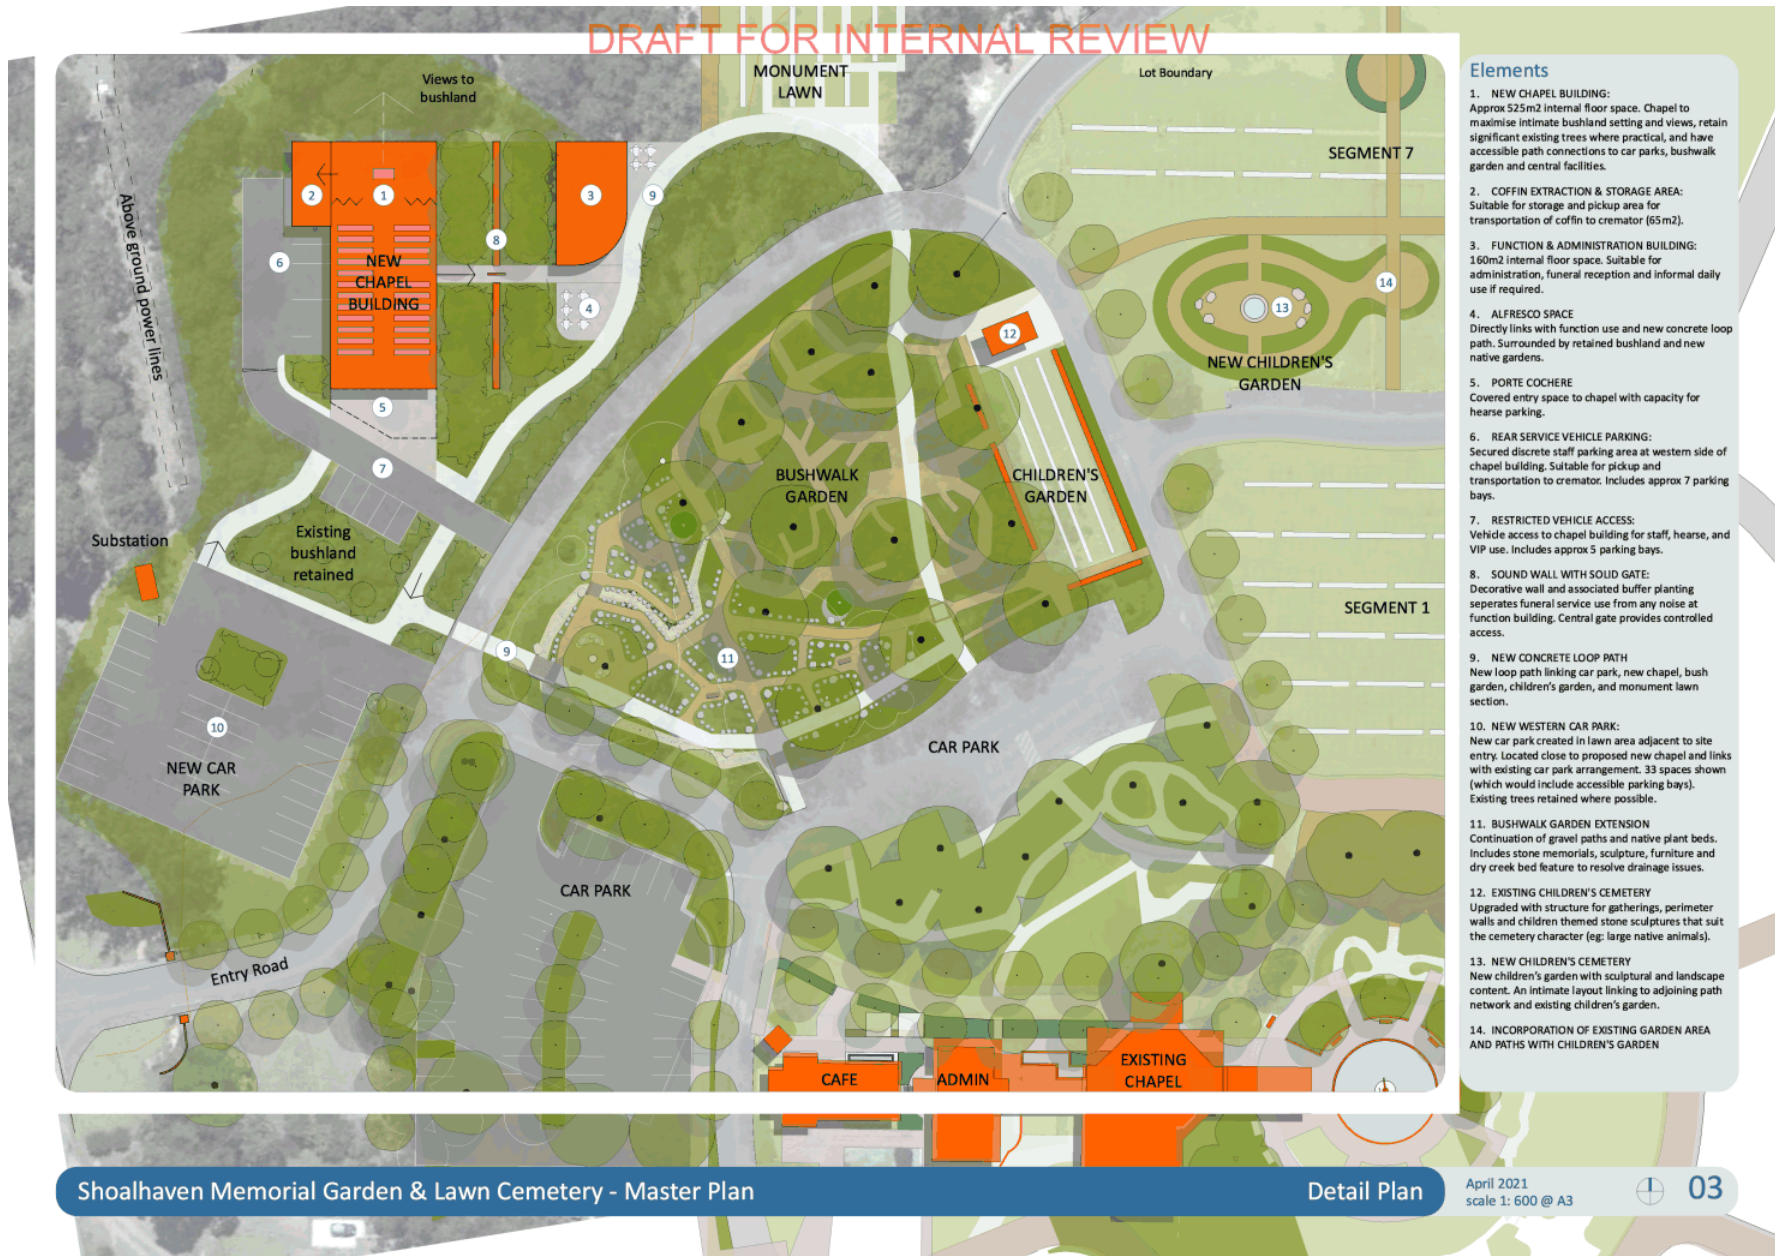 DRAFT FOR INTERNAL REVIEW
Views to
bushland
MONUMENT
LAWN
Lot Boundary
SEGMENT 7
Above ground power lines
2
1
3
9
8
6
NEW
CHAPEL
BUILDING
4
14
13
12
NEW CHILDREN'S
GARDEN
5
7
BUSHWALK
GARDEN
CHILDREN'S
GARDEN
Existing
bushland
retained
Substation
SEGMENT 1
9
11
10
NEW CAR
PARK
CAR PARK
CAR PARK
Entry Road
CAFE
ADMIN
EXISTING
CHAPEL
Elements
1. NEW CHAPEL BUILDING:
Approx 525m2 internal floor space. Chapel to
maximise intimate bushland setting and views, retain
significant existing trees where practical, and have
accessible path connections to car parks, bushwalk
garden and central facilities.
2. COFFIN EXTRACTION & STORAGE AREA:
Suitable for storage and pickup area for
transportation of coffin to cremator (65m2).
3. FUNCTION & ADMINISTRATION BUILDING:
160m2 internal floor space. Suitable for
administration, funeral reception and informal daily
use if required.
4. ALFRESCO SPACE
Directly links with function use and new concrete loop
path. Surrounded by retained bushland and new
native gardens.
5. PORTE COCHERE
Covered entry space to chapel with capacity for
hearse parking.
6. REAR SERVICE VEHICLE PARKING:
Secured discrete staff parking area at western side of
chapel building. Suitable for pickup and
transportation to cremator. Includes approx 7 parking
bays.
7. RESTRICTED VEHICLE ACCESS:
Vehicle access to chapel building for staff, hearse, and
VIP use. Includes approx 5 parking bays.
8. SOUND WALL WITH SOLID GATE:
Decorative wall and associated buffer planting
seperates funeral service use from any noise at
function building. Central gate provides controlled
access.
9. NEW CONCRETE LOOP PATH
New loop path linking car park, new chapel, bush
garden, children's garden, and monument lawn
section.
10. NEW WESTERN CAR PARK:
New car park created in lawn area adjacent to site
entry. Located close to proposed new chapel and links
with existing car park arrangement. 33 spaces shown
(which would include accessible parking bays).
Existing trees retained where possible.
11. BUSHWALK GARDEN EXTENSION
Continuation of gravel paths and native plant beds.
Includes stone memorials, sculpture, furniture and
dry creek bed feature to resolve drainage issues.
12. EXISTING CHILDREN'S CEMETERY
Upgraded with structure for gatherings, perimeter
walls and children themed stone sculptures that suit
the cemetery character (eg: large native animals).
13. NEW CHILDREN'S CEMETERY
New children's garden with sculptural and landscape
content. An intimate layout linking to adjoining path
network and existing children's garden.
14. INCORPORATION OF EXISTING GARDEN AREA
AND PATHS WITH CHILDREN'S GARDEN
Shoalhaven Memorial Garden & Lawn Cemetery - Master Plan
Detail Plan
April 2021
scale 1: 600 @ A3
03